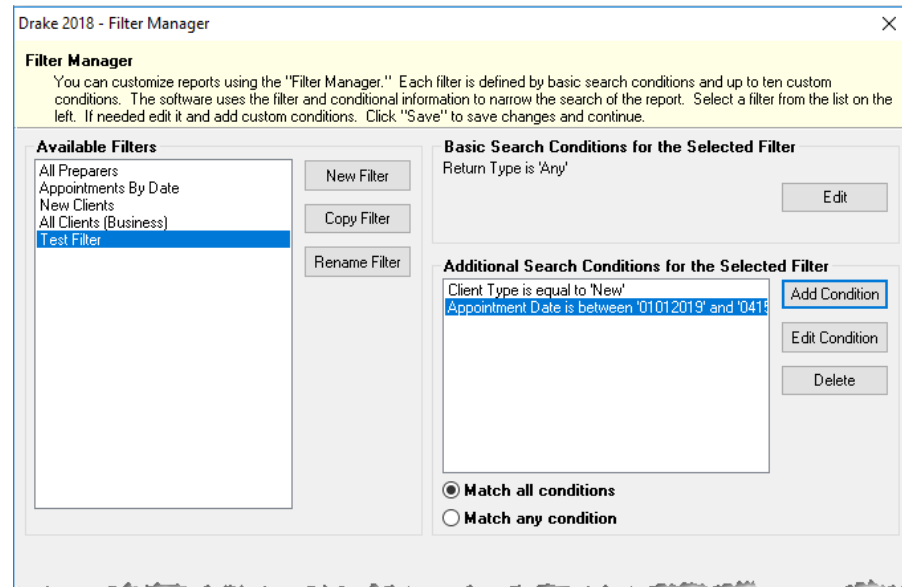 Drake 2018 - Filter Manager
Filter Manager
You can customize reports using the "Filter Manager." Each filter is defined by basic search conditions and up to ten custom
conditions. The software uses the filter and conditional information to narrow the search of the report. Select a filter from the list on the
left. If needed edit it and add custom conditions. Click "Save" to save changes and continue.
Available Filters
All Preparers
Appointments By Date
New Clients
All Clients (Business)
Test Filter
New Filter
Copy Filter
Rename Filter
Basic Search Conditions for the Selected Filter
Return Type is 'Any'
Edit
Additional Search Conditions for the Selected Filter
Client Type is equal to 'New'
Appointment Date is between '01012019' and '0415
Add Condition
Edit Condition
Delete
Match all conditions
Match any condition